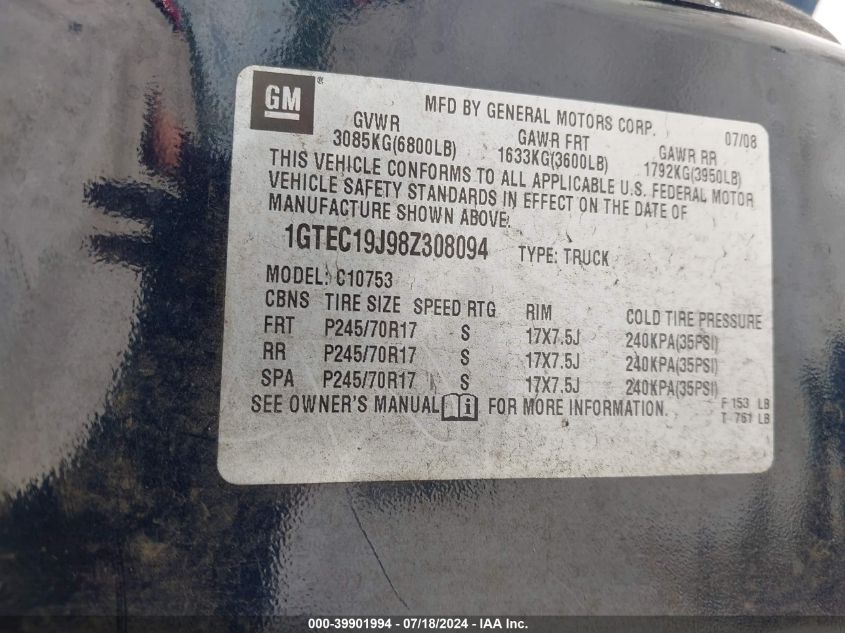 GM ® MFD BY GENERAL MOTORS CORP. 07/08
GVWR GAWR FRT GAWR RR
3085KG(6800LB) 1633KG(3600LB) 1792KG(3950LB)
THIS VEHICLE CONFORMS TO ALL APPLICABLE U.S. FEDERAL MOTOR
VEHICLE SAFETY STANDARDS IN EFFECT ON THE DATE OF
MANUFACTURE SHOWN ABOVE.
1GTEC19J98Z308094 TYPE: TRUCK
MODEL: C10753
CBNS TIRE SIZE SPEED RTG RIM COLD TIRE PRESSURE
FRT P245/70R17 S 17X7.5J 240KPA(35PSI)
RR P245/70R17 S 17X7.5J 240KPA(35PSI)
SPA P245/70R17 S 17X7.5J 240KPA(35PSI)
SEE OWNER'S MANUAL i FOR MORE INFORMATION. F 153 LB
T 751 LB
000-39901994 - 07/18/2024 - IAA Inc.